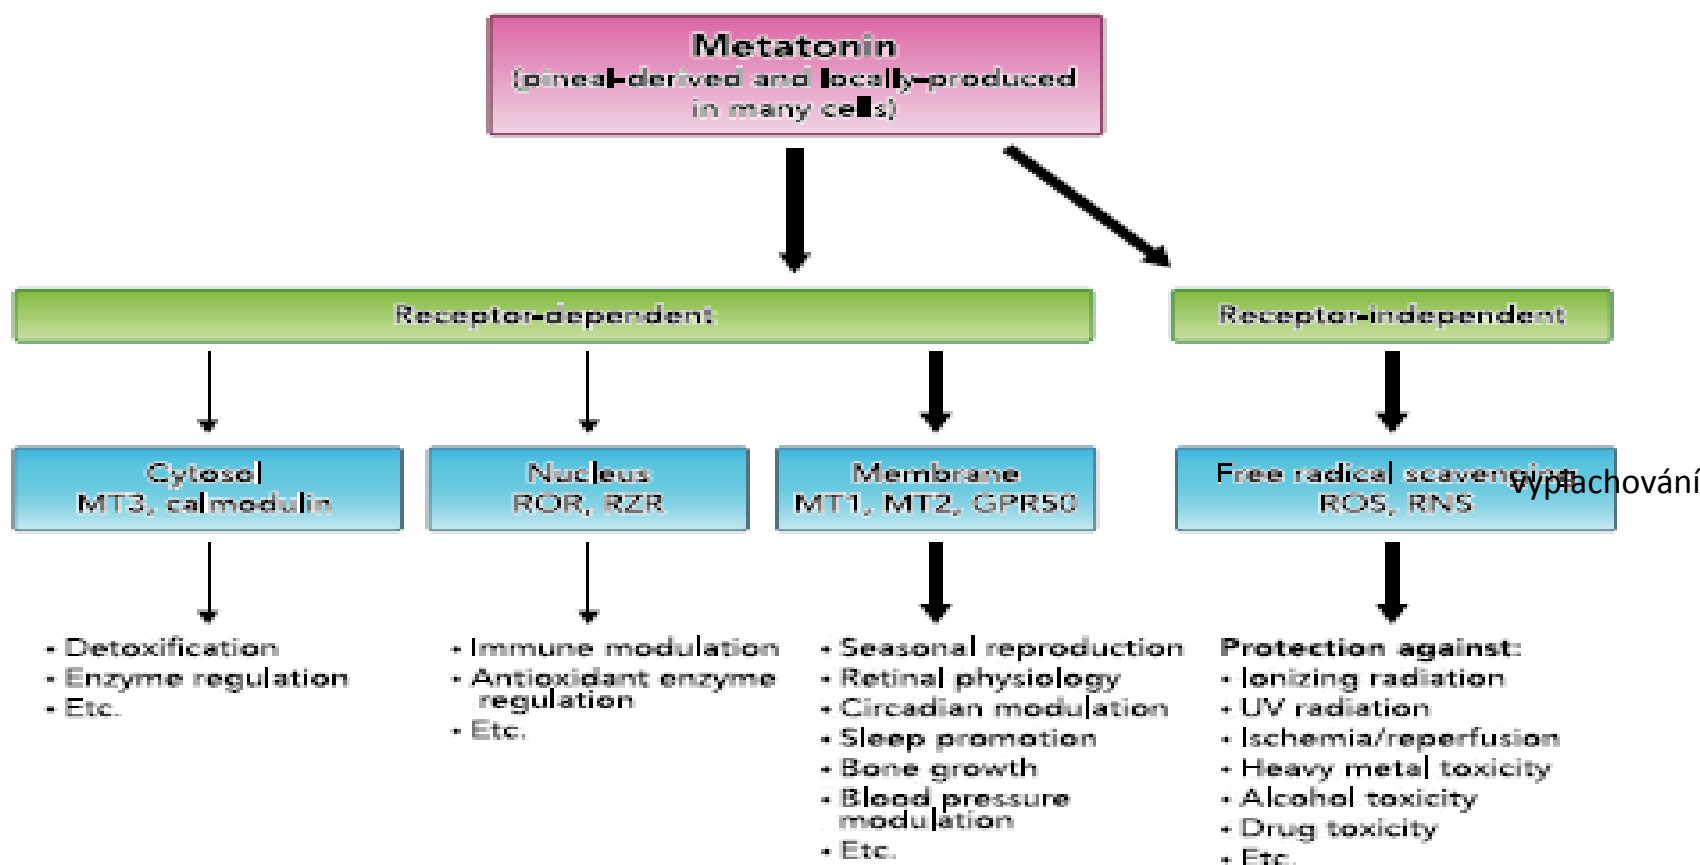 Metatonin
(pineal-derived and locally-produced
in many cells)
Receptor-dependent
Receptor-independent
Cytosol
MT3, calmodulin
Nucleus
ROR, RZR
Membrane
MT1, MT2, GPR50
Free radical scavenging
vyplachování
ROS, RNS
• Detoxification
• Enzyme regulation
• Etc.
• Immune modulation
• Antioxidant enzyme
regulation
• Etc.
• Seasonal reproduction
• Retinal physiology
• Circadian modulation
• Sleep promotion
• Bone growth
• Blood pressure
modulation
• Etc.
Protection against:
• Ionizing radiation
• UV radiation
• Ischemia/reperfusion
• Heavy metal toxicity
• Alcohol toxicity
• Drug toxicity
• Etc.